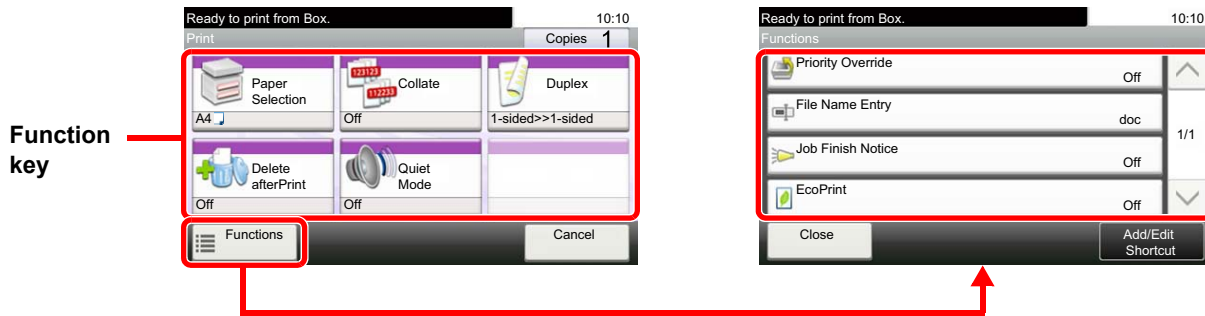 Ready to print from Box.
10:10
Print
Copies 1
Paper
Selection
A4
123123
112233
Collate
Off
Duplex
1-sided>>1-sided
Function
key
Delete
afterPrint
Off
Quiet
Mode
Off
Functions
Cancel
Ready to print from Box.
10:10
Functions
Priority Override
Off
File Name Entry
doc
1/1
Job Finish Notice
Off
EcoPrint
Off
Close
Add/Edit
Shortcut